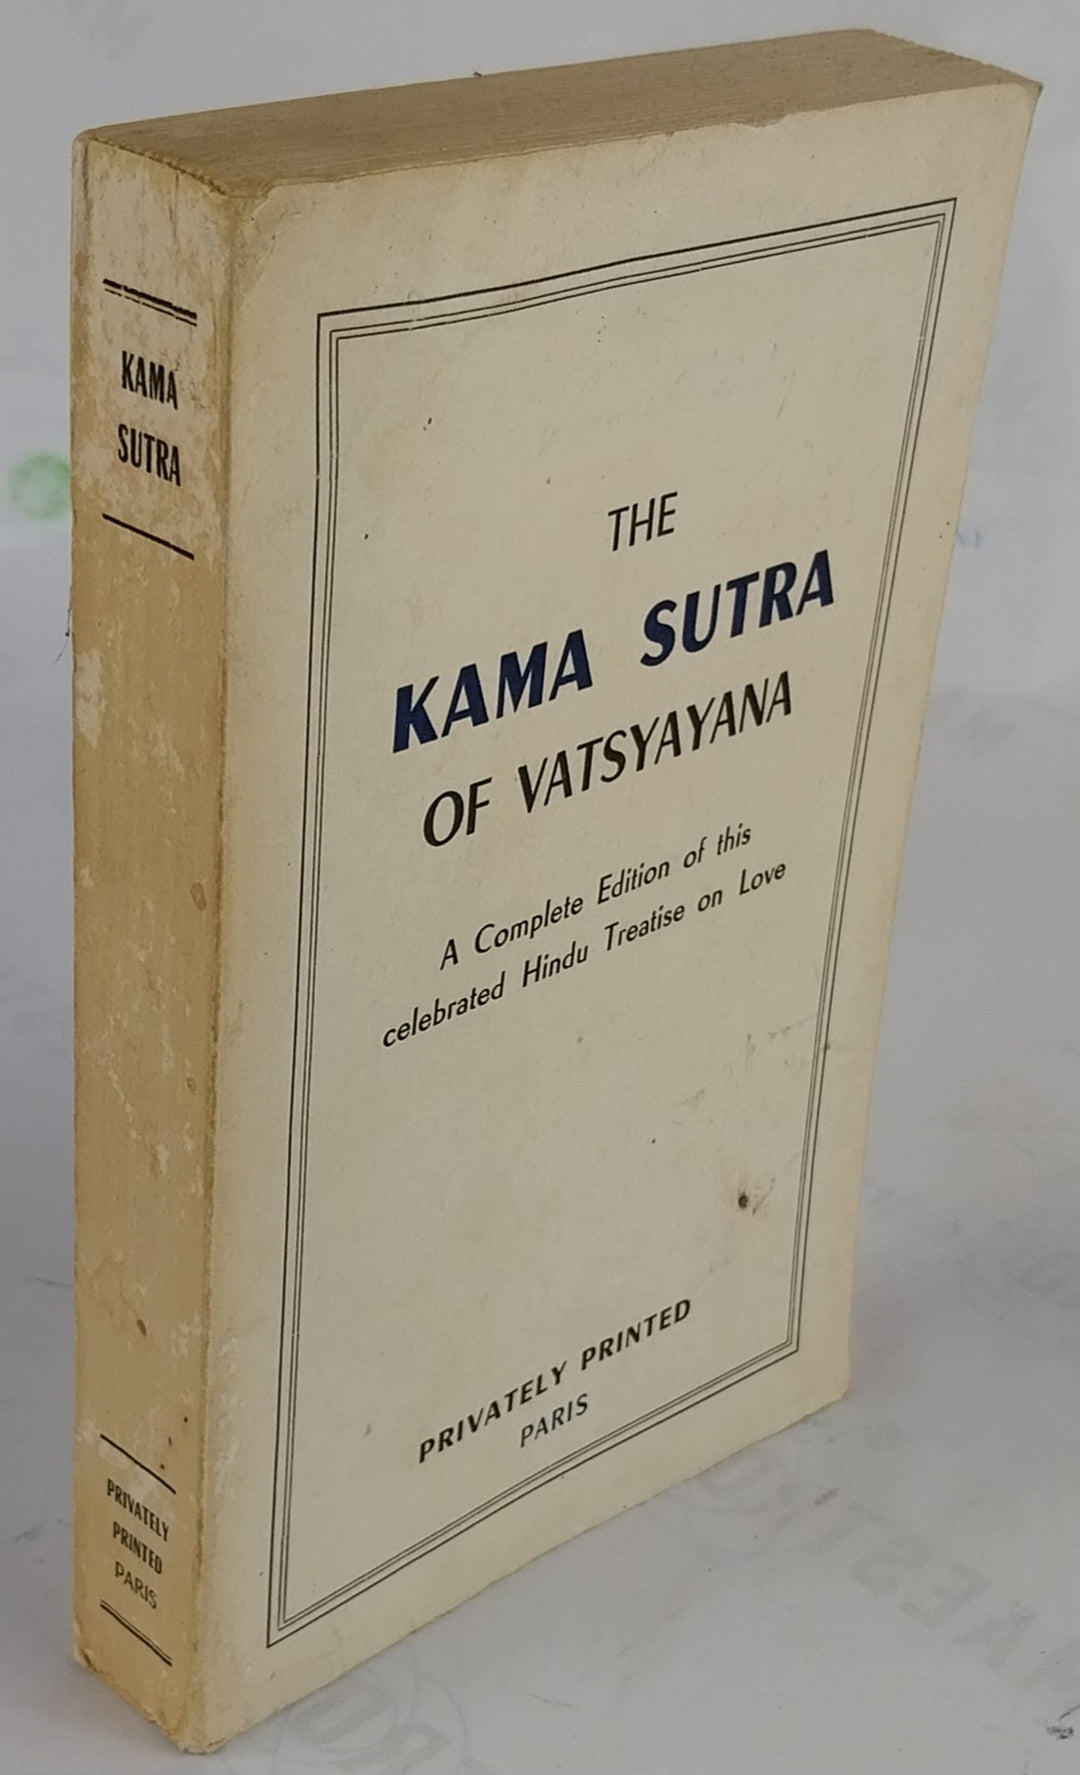 KAMA
SUTRA
PRIVATELY
PRINTED
PARIS
THE
KAMA SUTRA
OF VATSYAYANA
A Complete Edition of this
celebrated Hindu Treatise on Love
PRIVATELY PRINTED
PARIS